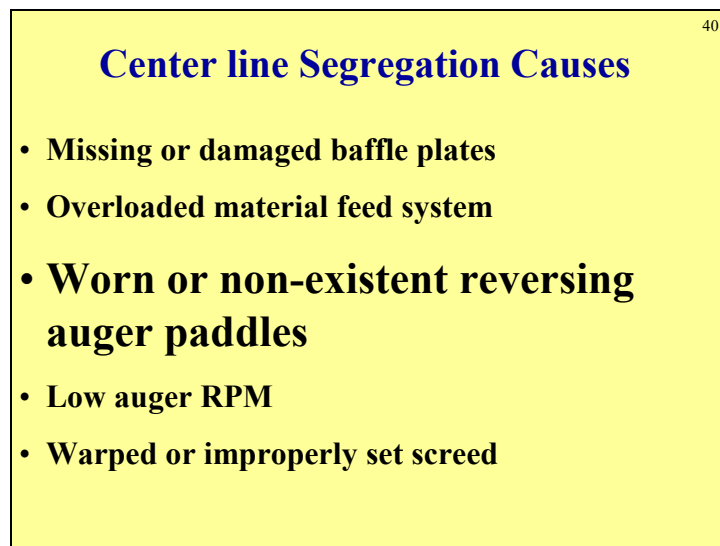 40
Center line Segregation Causes
• Missing or damaged baffle plates
• Overloaded material feed system
• Worn or non-existent reversing
auger paddles
• Low auger RPM
• Warped or improperly set screed